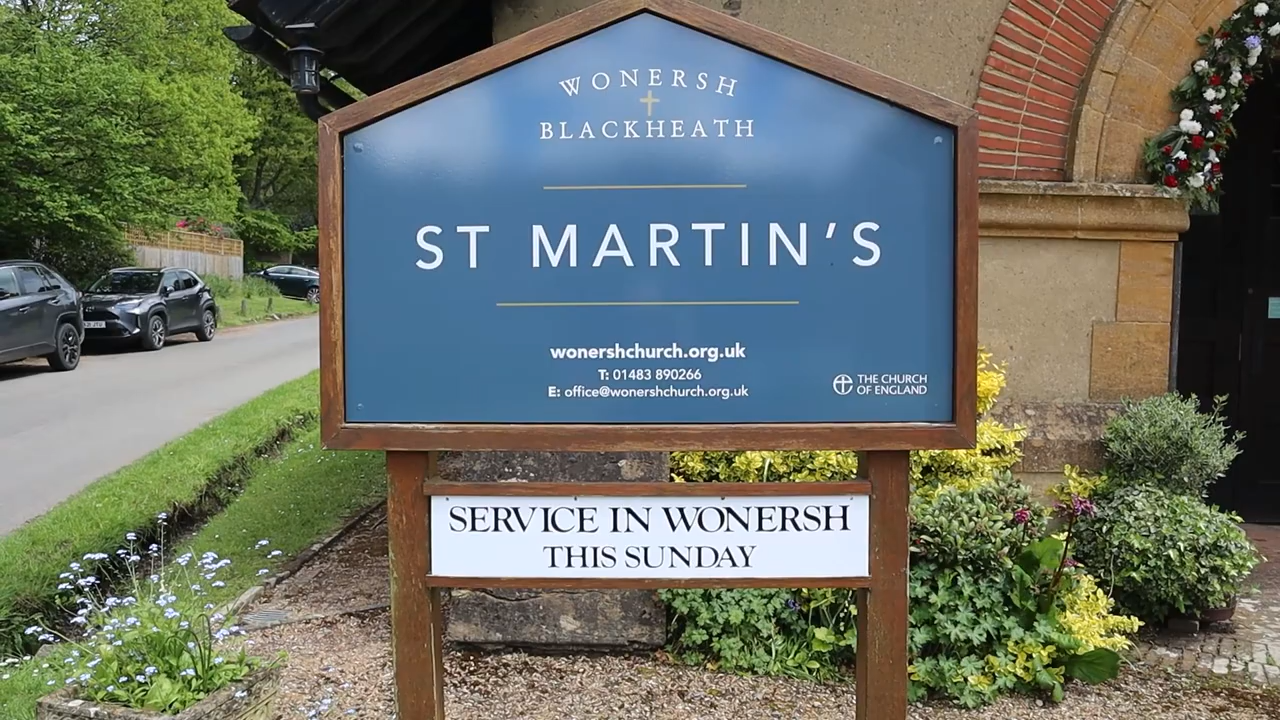 WONERSH
BLACKHEATH
ST MARTIN'S
wonershchurch.org.uk
T: 01483 890266
E: office@wonershchurch.org.uk
THE CHURCH
OF ENGLAND
SERVICE IN WONERSH
THIS SUNDAY